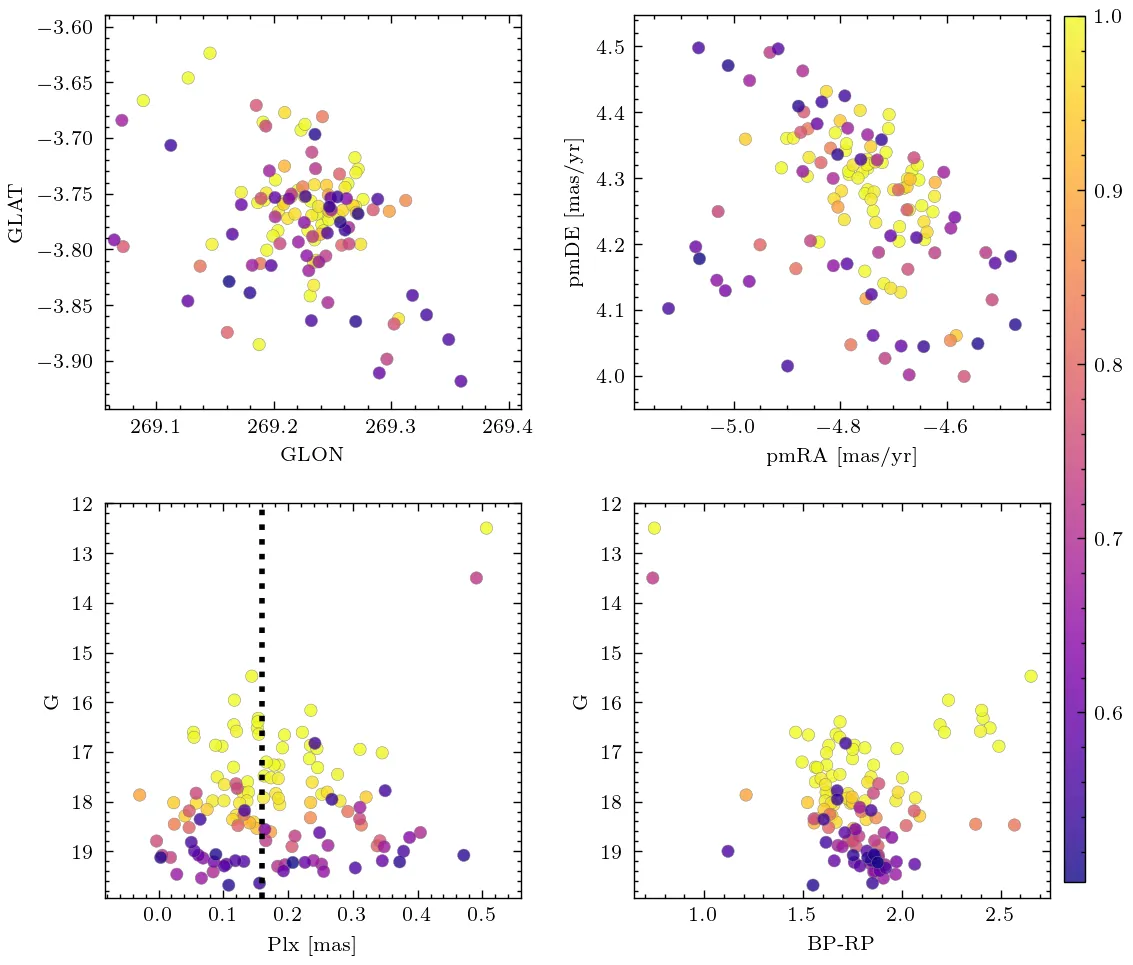 −3.60
−3.65
−3.70
−3.75
−3.80
−3.85
−3.90
GLAT
269.1 269.2 269.3 269.4
GLON
4.5
4.4
4.3
4.2
4.1
4.0
pmDE [mas/yr]
−5.0 −4.8 −4.6
pmRA [mas/yr]
12
13
14
15
16
17
18
19
G
0.0 0.1 0.2 0.3 0.4 0.5
Plx [mas]
12
13
14
15
16
17
18
19
G
1.0 1.5 2.0 2.5
BP-RP
1.0
0.9
0.8
0.7
0.6